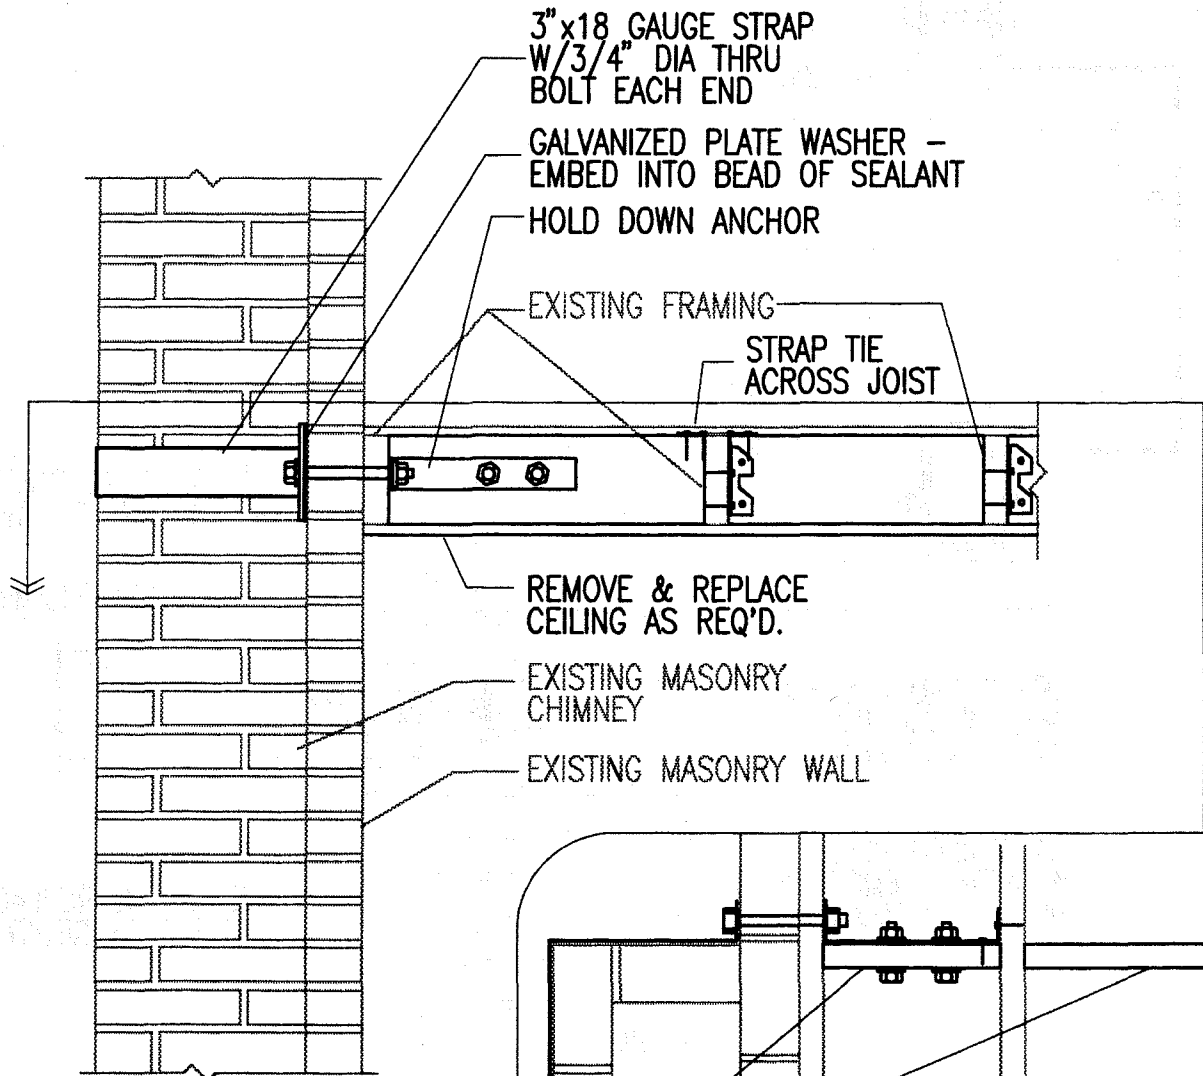 3"x18 GAUGE STRAP
W/3/4" DIA THRU
BOLT EACH END
GALVANIZED PLATE WASHER –
EMBED INTO BEAD OF SEALANT
HOLD DOWN ANCHOR
EXISTING FRAMING
STRAP TIE
ACROSS JOIST
REMOVE & REPLACE
CEILING AS REQ'D.
EXISTING MASONRY
CHIMNEY
EXISTING MASONRY WALL